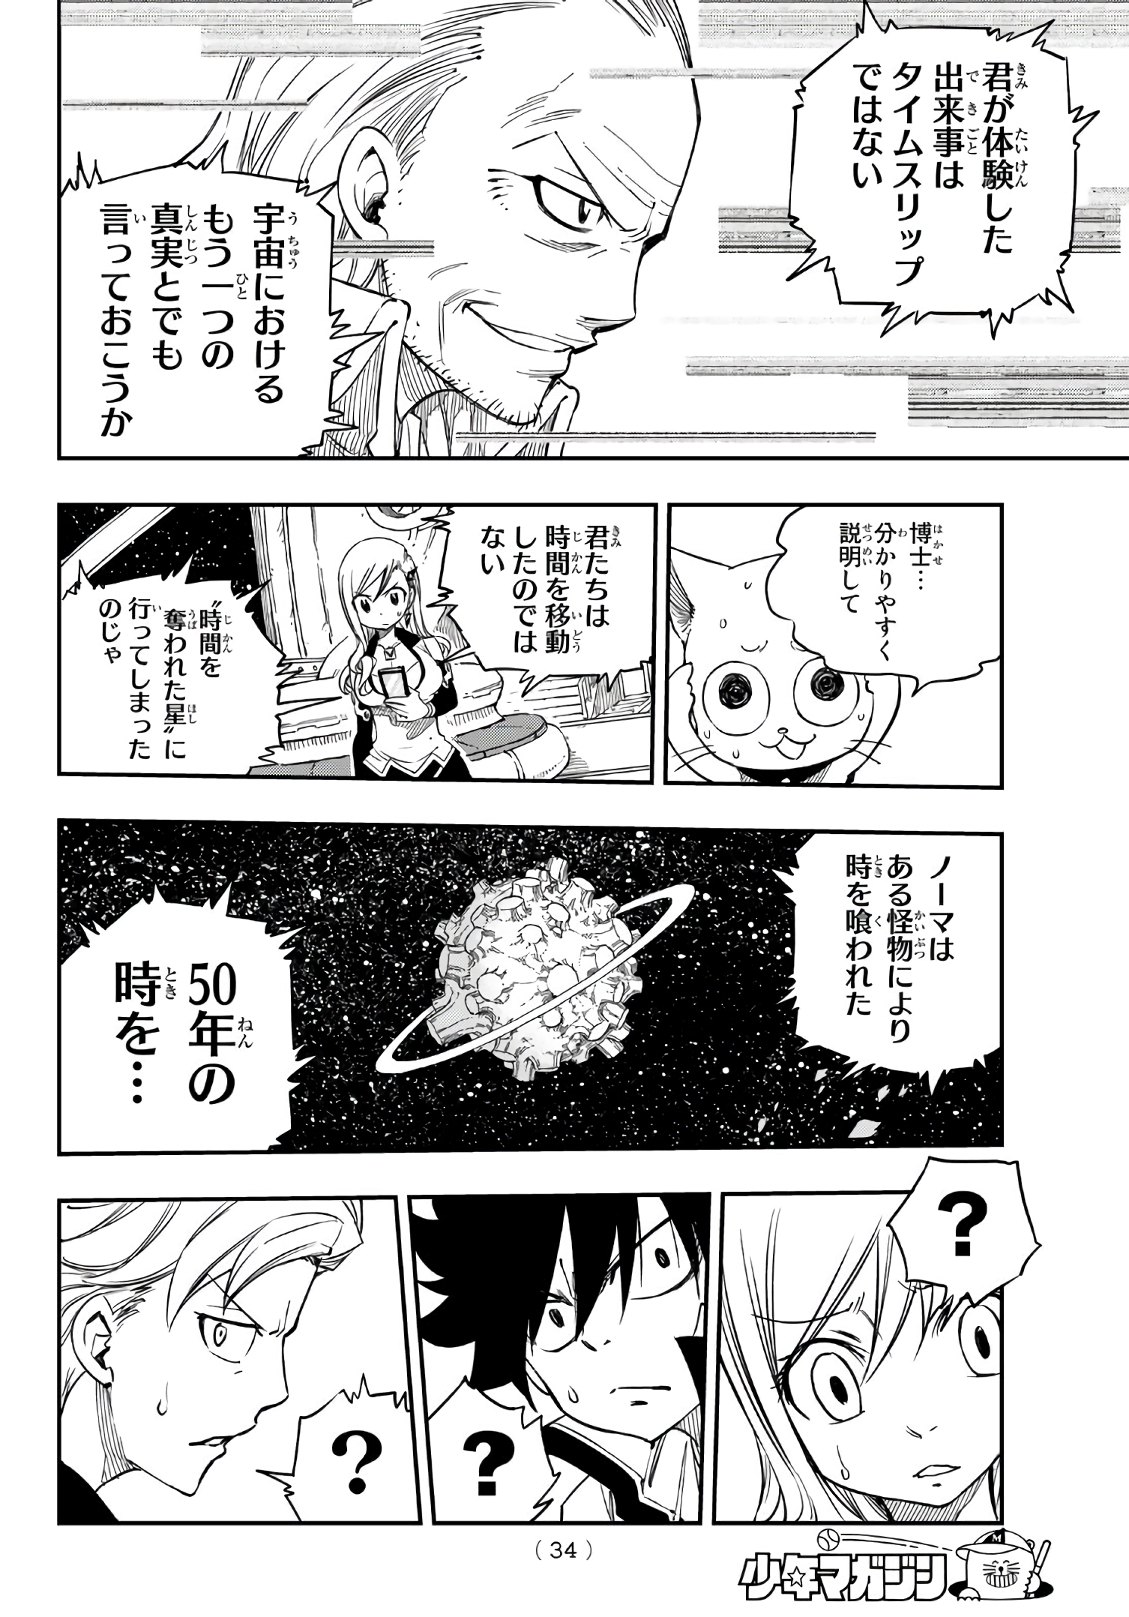 君が体験した
出来事は
タイムスリップ
ではない
宇宙における
もう一つの
真実とでも
言っておこうか
博士…
分かりやすく
説明して
君たちは
時間を移動
したのでは
ない
〝時間を
奪われた星〟に
行ってしまった
のじゃ
ノーマは
ある怪物により
時を喰われた
50年の
時を…
?
?
?
(34)
少年マガジン
M